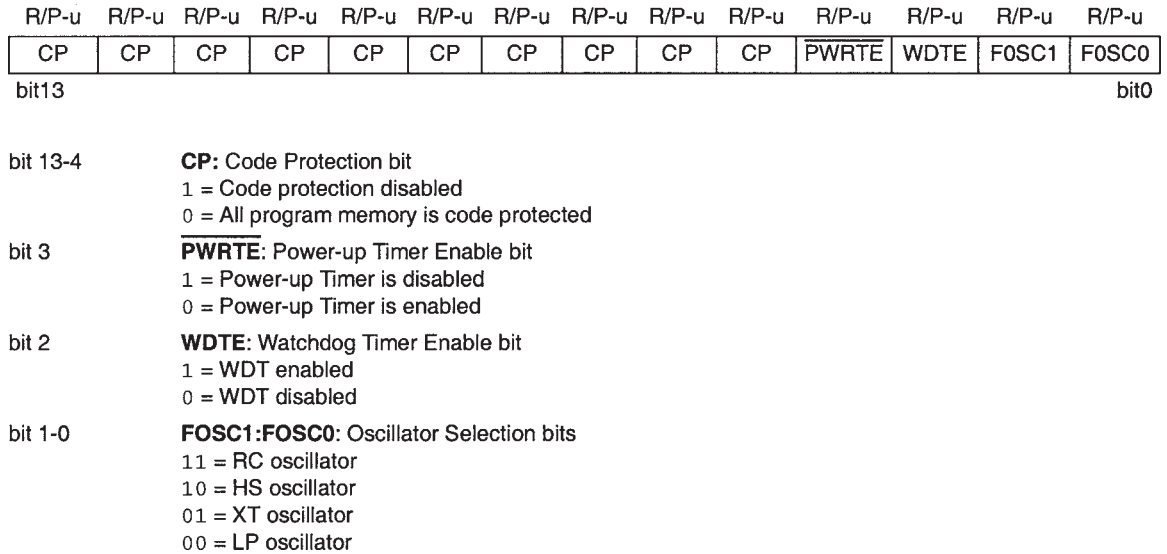 R/P-u R/P-u R/P-u R/P-u R/P-u R/P-u R/P-u R/P-u R/P-u R/P-u R/P-u R/P-u R/P-u R/P-u
CP CP CP CP CP CP CP CP CP CP PWRTE WDTE F0SC1 F0SC0
bit13 bit0
bit 13-4 CP: Code Protection bit
1 = Code protection disabled
0 = All program memory is code protected
bit 3 PWRTE: Power-up Timer Enable bit
1 = Power-up Timer is disabled
0 = Power-up Timer is enabled
bit 2 WDTE: Watchdog Timer Enable bit
1 = WDT enabled
0 = WDT disabled
bit 1-0 FOSC1:FOSC0: Oscillator Selection bits
11 = RC oscillator
10 = HS oscillator
01 = XT oscillator
00 = LP oscillator